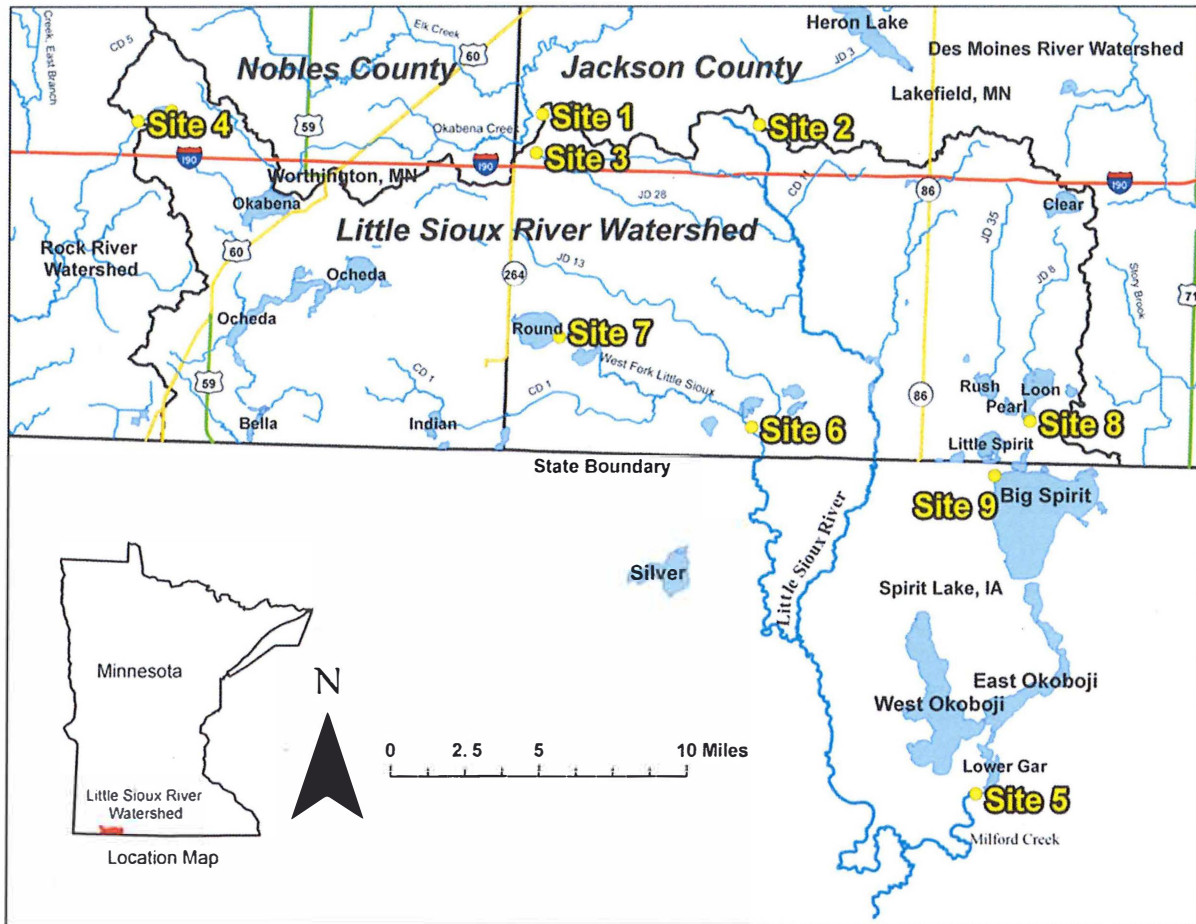 Heron Lake
Creek, East Branch
CD 5
Elk Creek
60
JD 3
86
Des Moines River Watershed
Nobles County
Jackson County
Lakefield, MN
Site 4
59
Okabena Cree
Site 1
Site 2
190
Site 3
190
190
Worthington, MN
CD 11
86
Okabena
JD 28
Clear
Little Sioux River Watershed
JD 35
Rock River
Watershed
60
JD 13
JD 8
Story Brook
Ocheda
264
71
Ocheda
Round
Site 7
West Fork Little Sioux
59
CD 1
CD 1
86
Rush
Loon
Pearl
Bella
Indian
Site 6
Site 8
Little Spirit
State Boundary
Site 9
Big Spirit
Little Sioux River
Silver
Spirit Lake, IA
Minnesota
N
East Okoboji
West Okoboji
0
2.5
5
10 Miles
Lower Gar
Little Sioux River
Watershed
Site 5
Milford Creek
Location Map